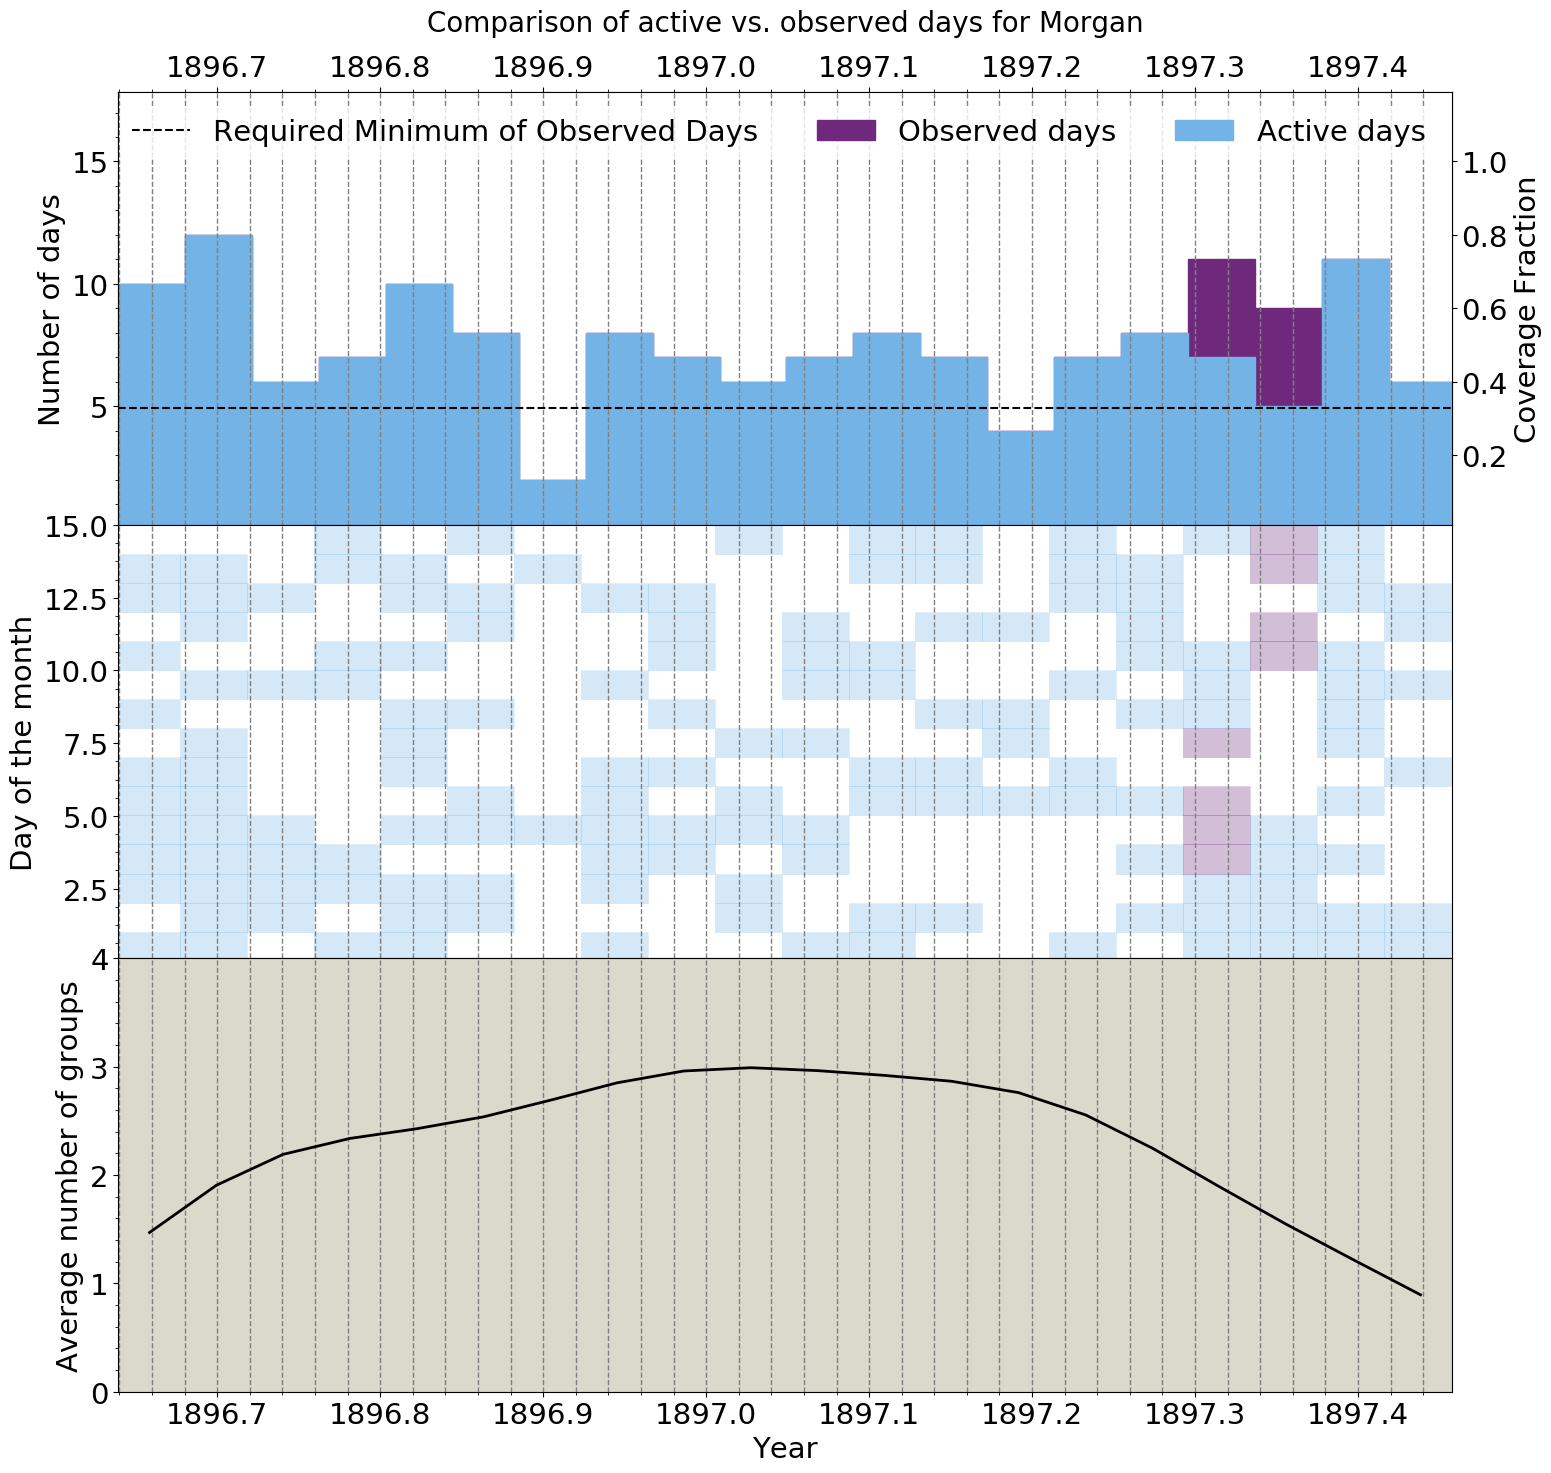 Comparison of active vs. observed days for Morgan
1896.7 1896.8 1896.9 1897.0 1897.1 1897.2 1897.3 1897.4
Required Minimum of Observed Days Observed days Active days
Number of days
15
10
5
Coverage Fraction
1.0
0.8
0.6
0.4
0.2
Day of the month
15.0
12.5
10.0
7.5
5.0
2.5
Average number of groups
4
3
2
1
0
1896.7 1896.8 1896.9 1897.0 1897.1 1897.2 1897.3 1897.4
Year